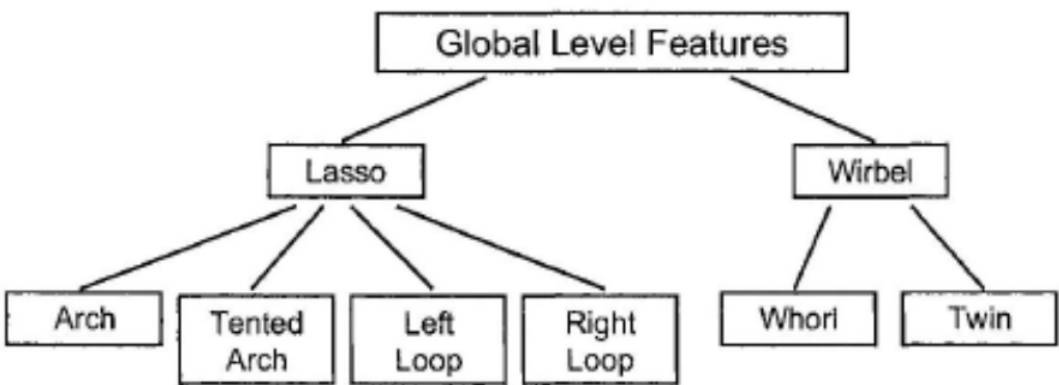 Global Level Features
Lasso
Wirbel
Arch
Tented
Arch
Left
Loop
Right
Loop
Whorl
Twin